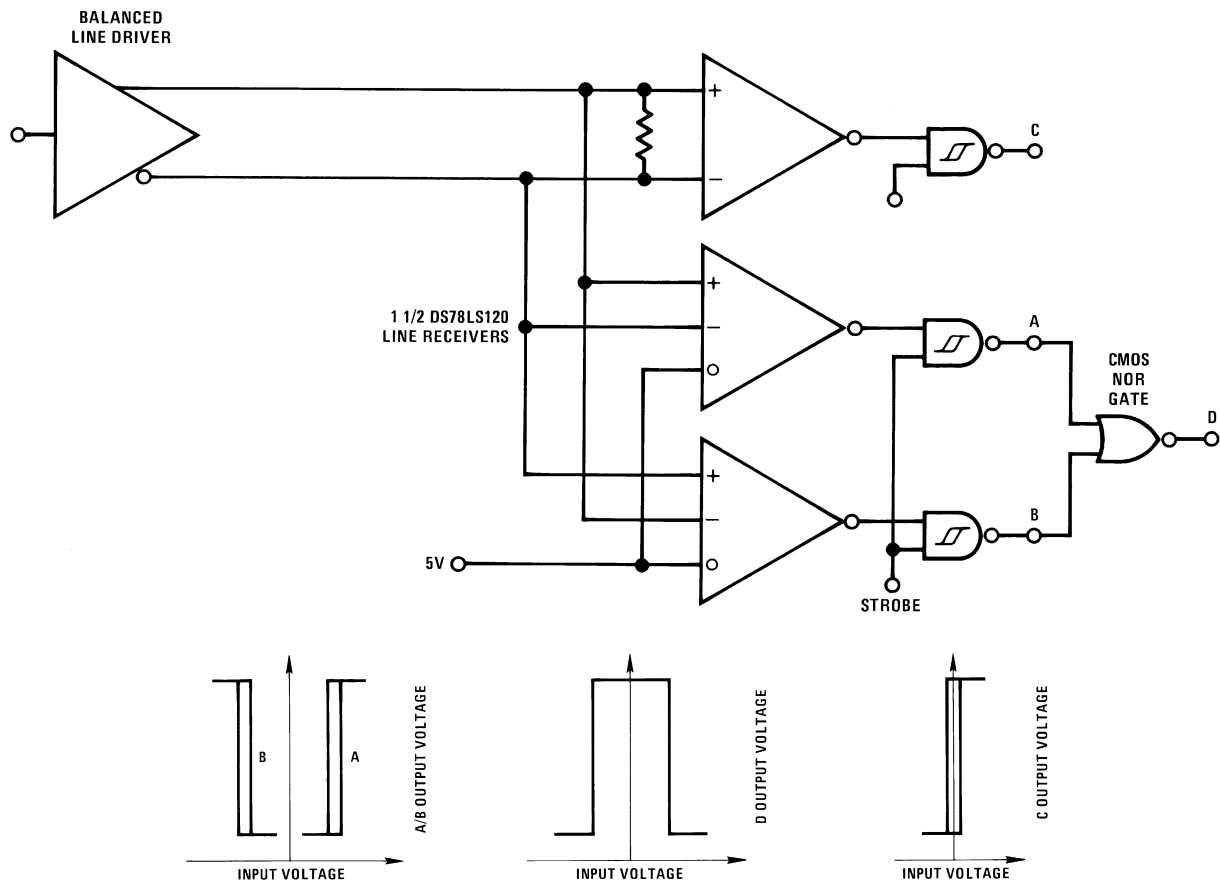 BALANCED
LINE DRIVER
+
−
C
1 1/2 DS78LS120
LINE RECEIVERS
+
−
A
CMOS
NOR
GATE
D
+
−
B
5V
STROBE
B
A
A/B OUTPUT VOLTAGE
INPUT VOLTAGE
D OUTPUT VOLTAGE
INPUT VOLTAGE
C OUTPUT VOLTAGE
INPUT VOLTAGE